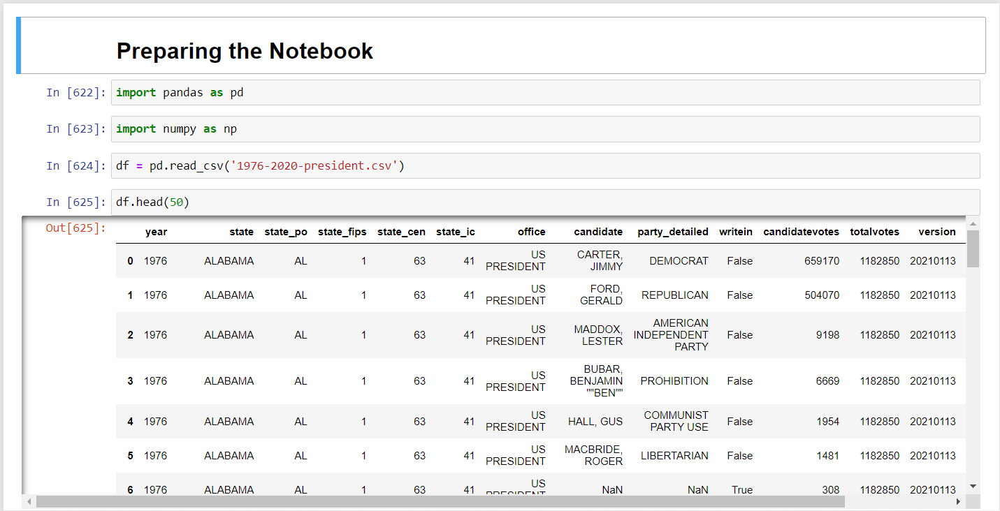 Preparing the Notebook
In [622]: import pandas as pd
In [623]: import numpy as np
In [624]: df = pd.read_csv('1976-2020-president.csv')
In [625]: df.head(50)
Out[625]:
year state state_po state_fips state_cen state_ic office candidate party_detailed writein candidatevotes totalvotes version
0 1976 ALABAMA AL 1 63 41 US PRESIDENT CARTER, JIMMY DEMOCRAT False 659170 1182850 20210113
1 1976 ALABAMA AL 1 63 41 US PRESIDENT FORD, GERALD REPUBLICAN False 504070 1182850 20210113
2 1976 ALABAMA AL 1 63 41 US PRESIDENT MADDOX, LESTER AMERICAN INDEPENDENT PARTY False 9198 1182850 20210113
3 1976 ALABAMA AL 1 63 41 US PRESIDENT BUBAR, BENJAMIN ""BEN"" PROHIBITION False 6669 1182850 20210113
4 1976 ALABAMA AL 1 63 41 US PRESIDENT HALL, GUS COMMUNIST PARTY USE False 1954 1182850 20210113
5 1976 ALABAMA AL 1 63 41 US PRESIDENT MACBRIDE, ROGER LIBERTARIAN False 1481 1182850 20210113
6 1976 ALABAMA AL 1 63 41 US PRESIDENT NaN NaN True 308 1182850 20210113